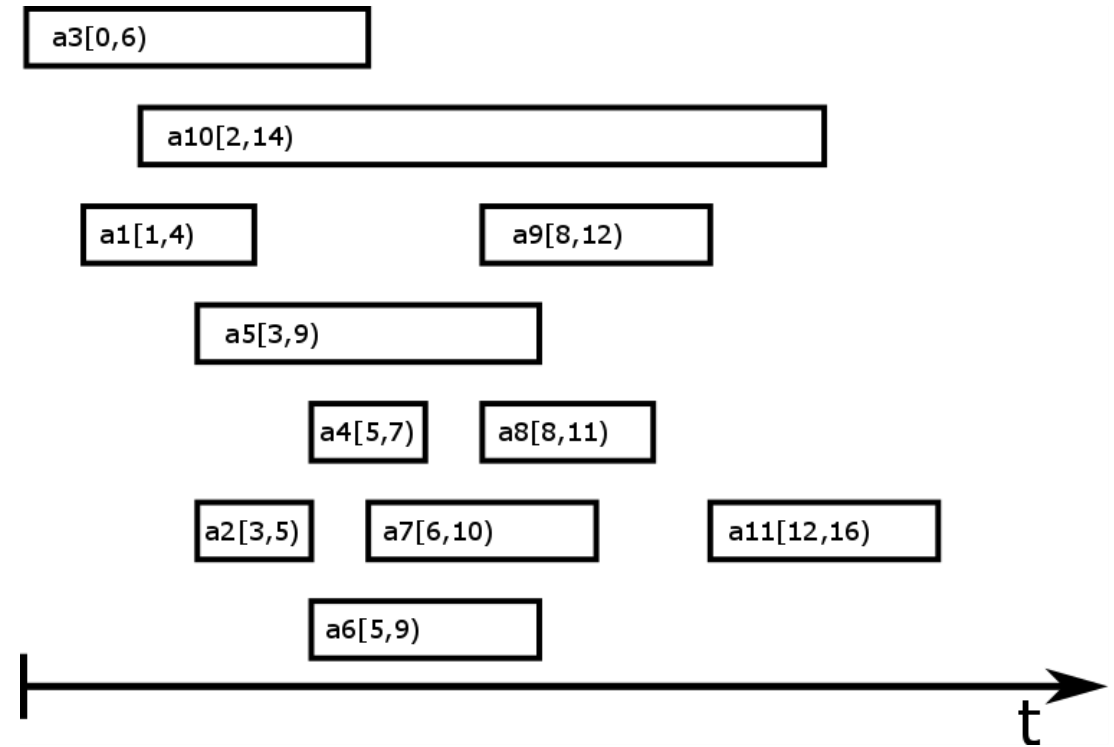 a3[0,6)
a10[2,14)
a1[1,4)
a9[8,12)
a5[3,9)
a4[5,7)
a8[8,11)
a2[3,5)
a7[6,10)
a11[12,16)
a6[5,9)
t